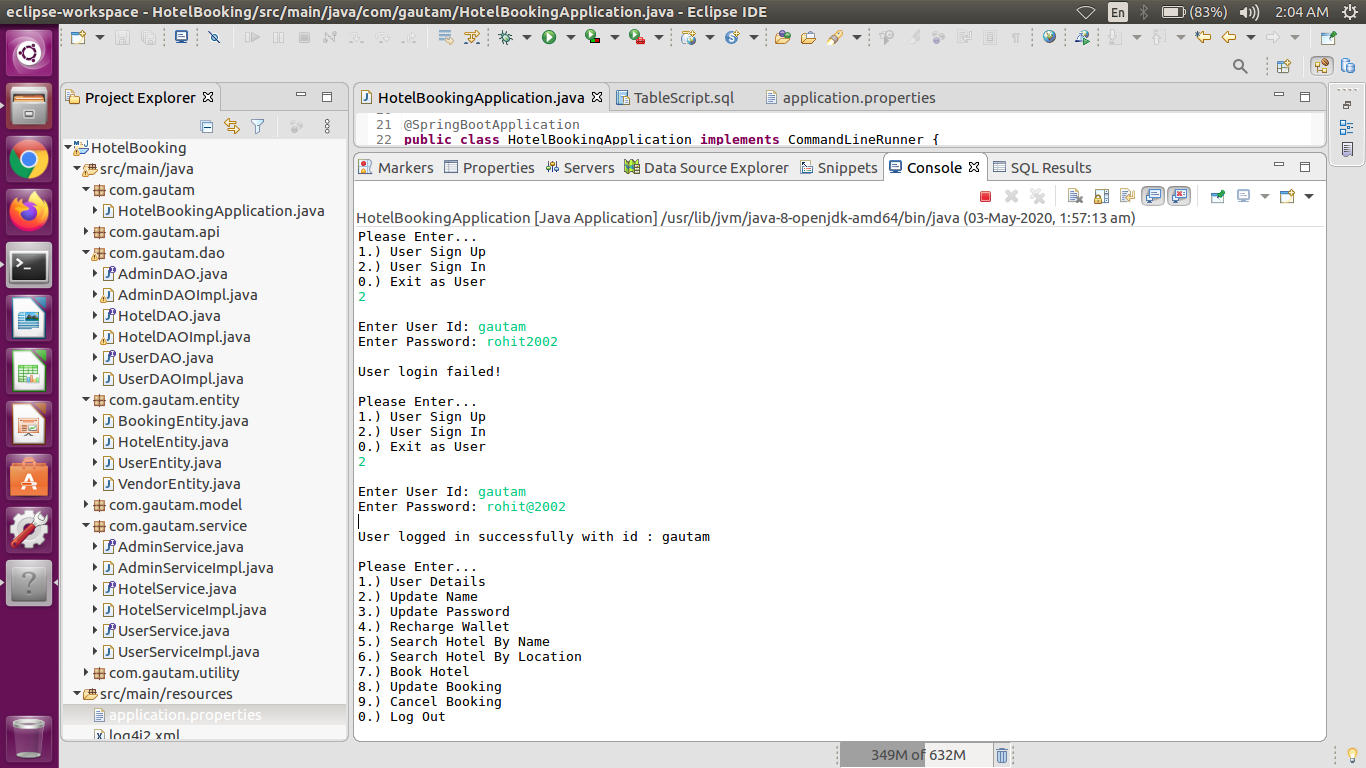 eclipse-workspace - HotelBooking/src/main/java/com/gautam/HotelBookingApplication.java - Eclipse IDE
En
(83%)
2:04 AM
Project Explorer
HotelBooking
src/main/java
com.gautam
HotelBookingApplication.java
com.gautam.api
com.gautam.dao
AdminDAO.java
AdminDAOImpl.java
HotelDAO.java
HotelDAOImpl.java
UserDAO.java
UserDAOImpl.java
com.gautam.entity
BookingEntity.java
HotelEntity.java
UserEntity.java
VendorEntity.java
com.gautam.model
com.gautam.service
AdminService.java
AdminServiceImpl.java
HotelService.java
HotelServiceImpl.java
UserService.java
UserServiceImpl.java
com.gautam.utility
src/main/resources
application.properties
log4j2.xml
HotelBookingApplication.java TableScript.sql application.properties
21 @SpringBootApplication
22 public class HotelBookingApplication implements CommandLineRunner {
Markers Properties Servers Data Source Explorer Snippets Console SQL Results
HotelBookingApplication [Java Application] /usr/lib/jvm/java-8-openjdk-amd64/bin/java (03-May-2020, 1:57:13 am)
Please Enter...
1.) User Sign Up
2.) User Sign In
0.) Exit as User
2
Enter User Id: gautam
Enter Password: rohit2002
User login failed!
Please Enter...
1.) User Sign Up
2.) User Sign In
0.) Exit as User
2
Enter User Id: gautam
Enter Password: rohit@2002
User logged in successfully with id : gautam
Please Enter...
1.) User Details
2.) Update Name
3.) Update Password
4.) Recharge Wallet
5.) Search Hotel By Name
6.) Search Hotel By Location
7.) Book Hotel
8.) Update Booking
9.) Cancel Booking
0.) Log Out
349M of 632M